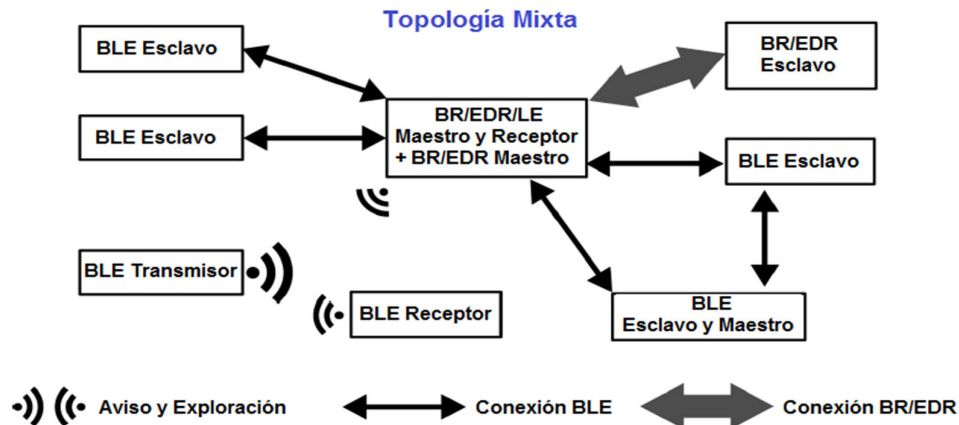 Topología Mixta
BLE Esclavo
BR/EDR
Esclavo
BLE Esclavo
BR/EDR/LE
Maestro y Receptor
+ BR/EDR Maestro
BLE Esclavo
BLE Transmisor
BLE Receptor
BLE
Esclavo y Maestro
Aviso y Exploración
Conexión BLE
Conexión BR/EDR